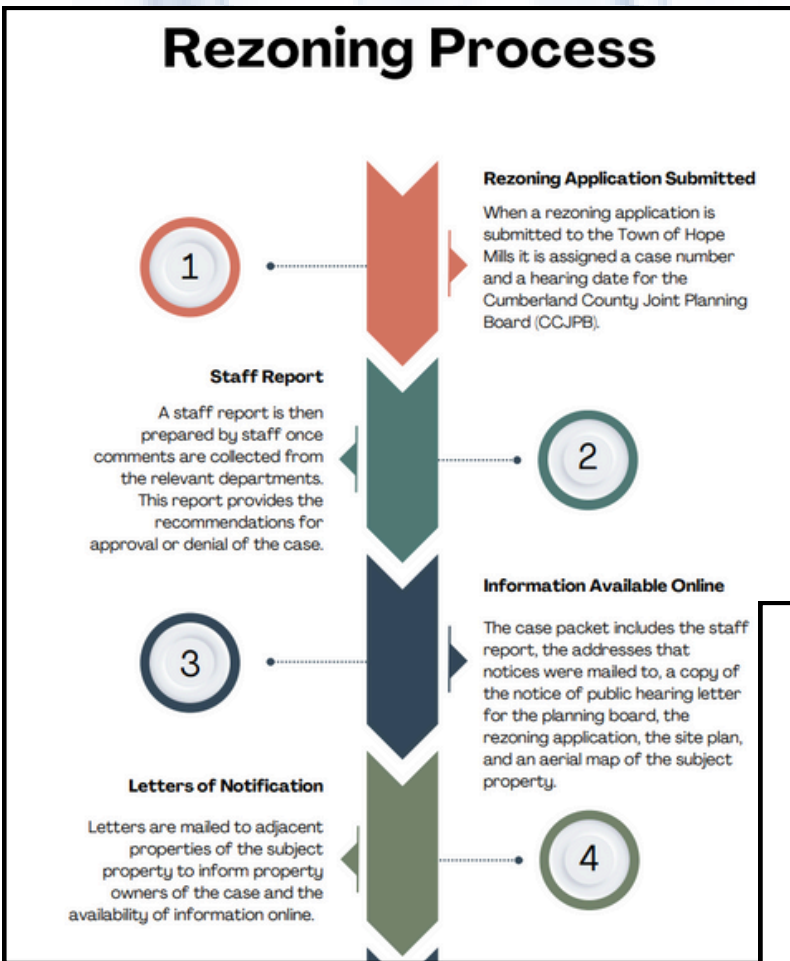 Rezoning Process
1
Rezoning Application Submitted
When a rezoning application is
submitted to the Town of Hope
Mills it is assigned a case number
and a hearing date for the
Cumberland County Joint Planning
Board (CCJPB).
Staff Report
A staff report is then
prepared by staff once
comments are collected from
the relevant departments.
This report provides the
recommendations for
approval or denial of the case.
2
3
Information Available Online
The case packet includes the staff
report, the addresses that
notices were mailed to, a copy of
the notice of public hearing letter
for the planning board, the
rezoning application, the site plan,
and an aerial map of the subject
property.
Letters of Notification
Letters are mailed to adjacent
properties of the subject
property to inform property
owners of the case and the
availability of information online.
4